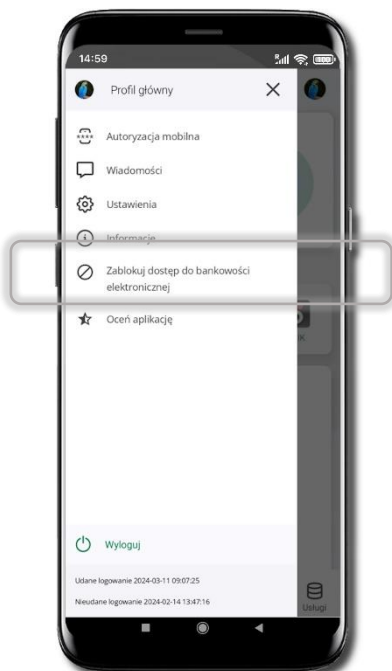 14:59
Profil główny
Autoryzacja mobilna
Wiadomości
Ustawienia
Informacje
Zablokuj dostęp do bankowości
elektronicznej
Oceń aplikację
Wyloguj
Udane logowanie 2024-03-11 09:07:25
Nieudane logowanie 2024-02-14 13:47:16
Usługi